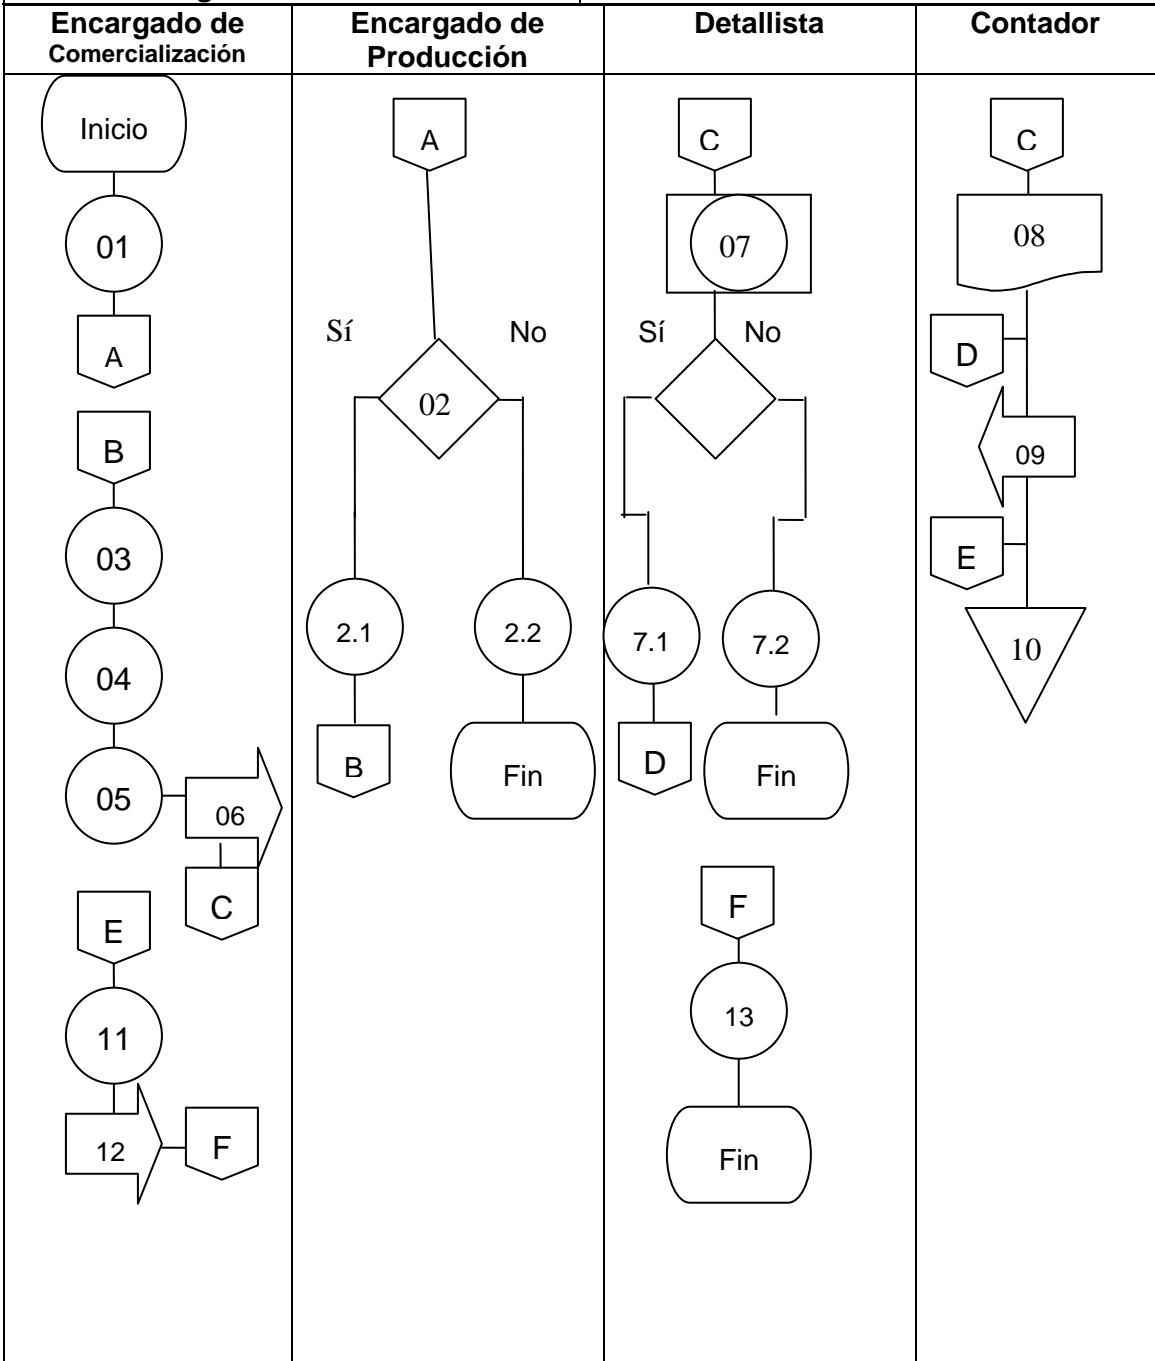 Encargado de
Comercialización
Encargado de
Producción
Detallista
Contador
Inicio
01
A
B
03
04
05
06
C
E
11
12
F
A
Sí
No
02
2.1
2.2
B
Fin
C
07
Sí
No
7.1
7.2
D
Fin
F
13
Fin
C
08
D
09
E
10